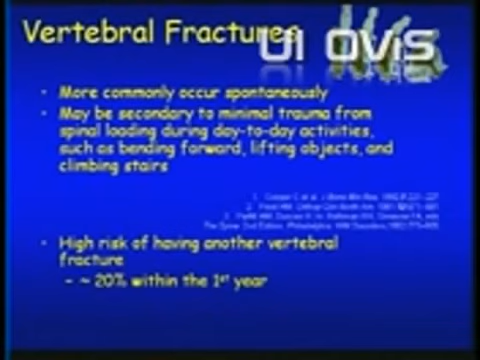 Vertebral Fractures
UI OViS
• More commonly occur spontaneously
• May be secondary to minimal trauma from
spinal loading during day-to-day activities,
such as bending forward, lifting objects, and
climbing stairs
• High risk of having another vertebral
fracture
– ~ 20% within the 1st year